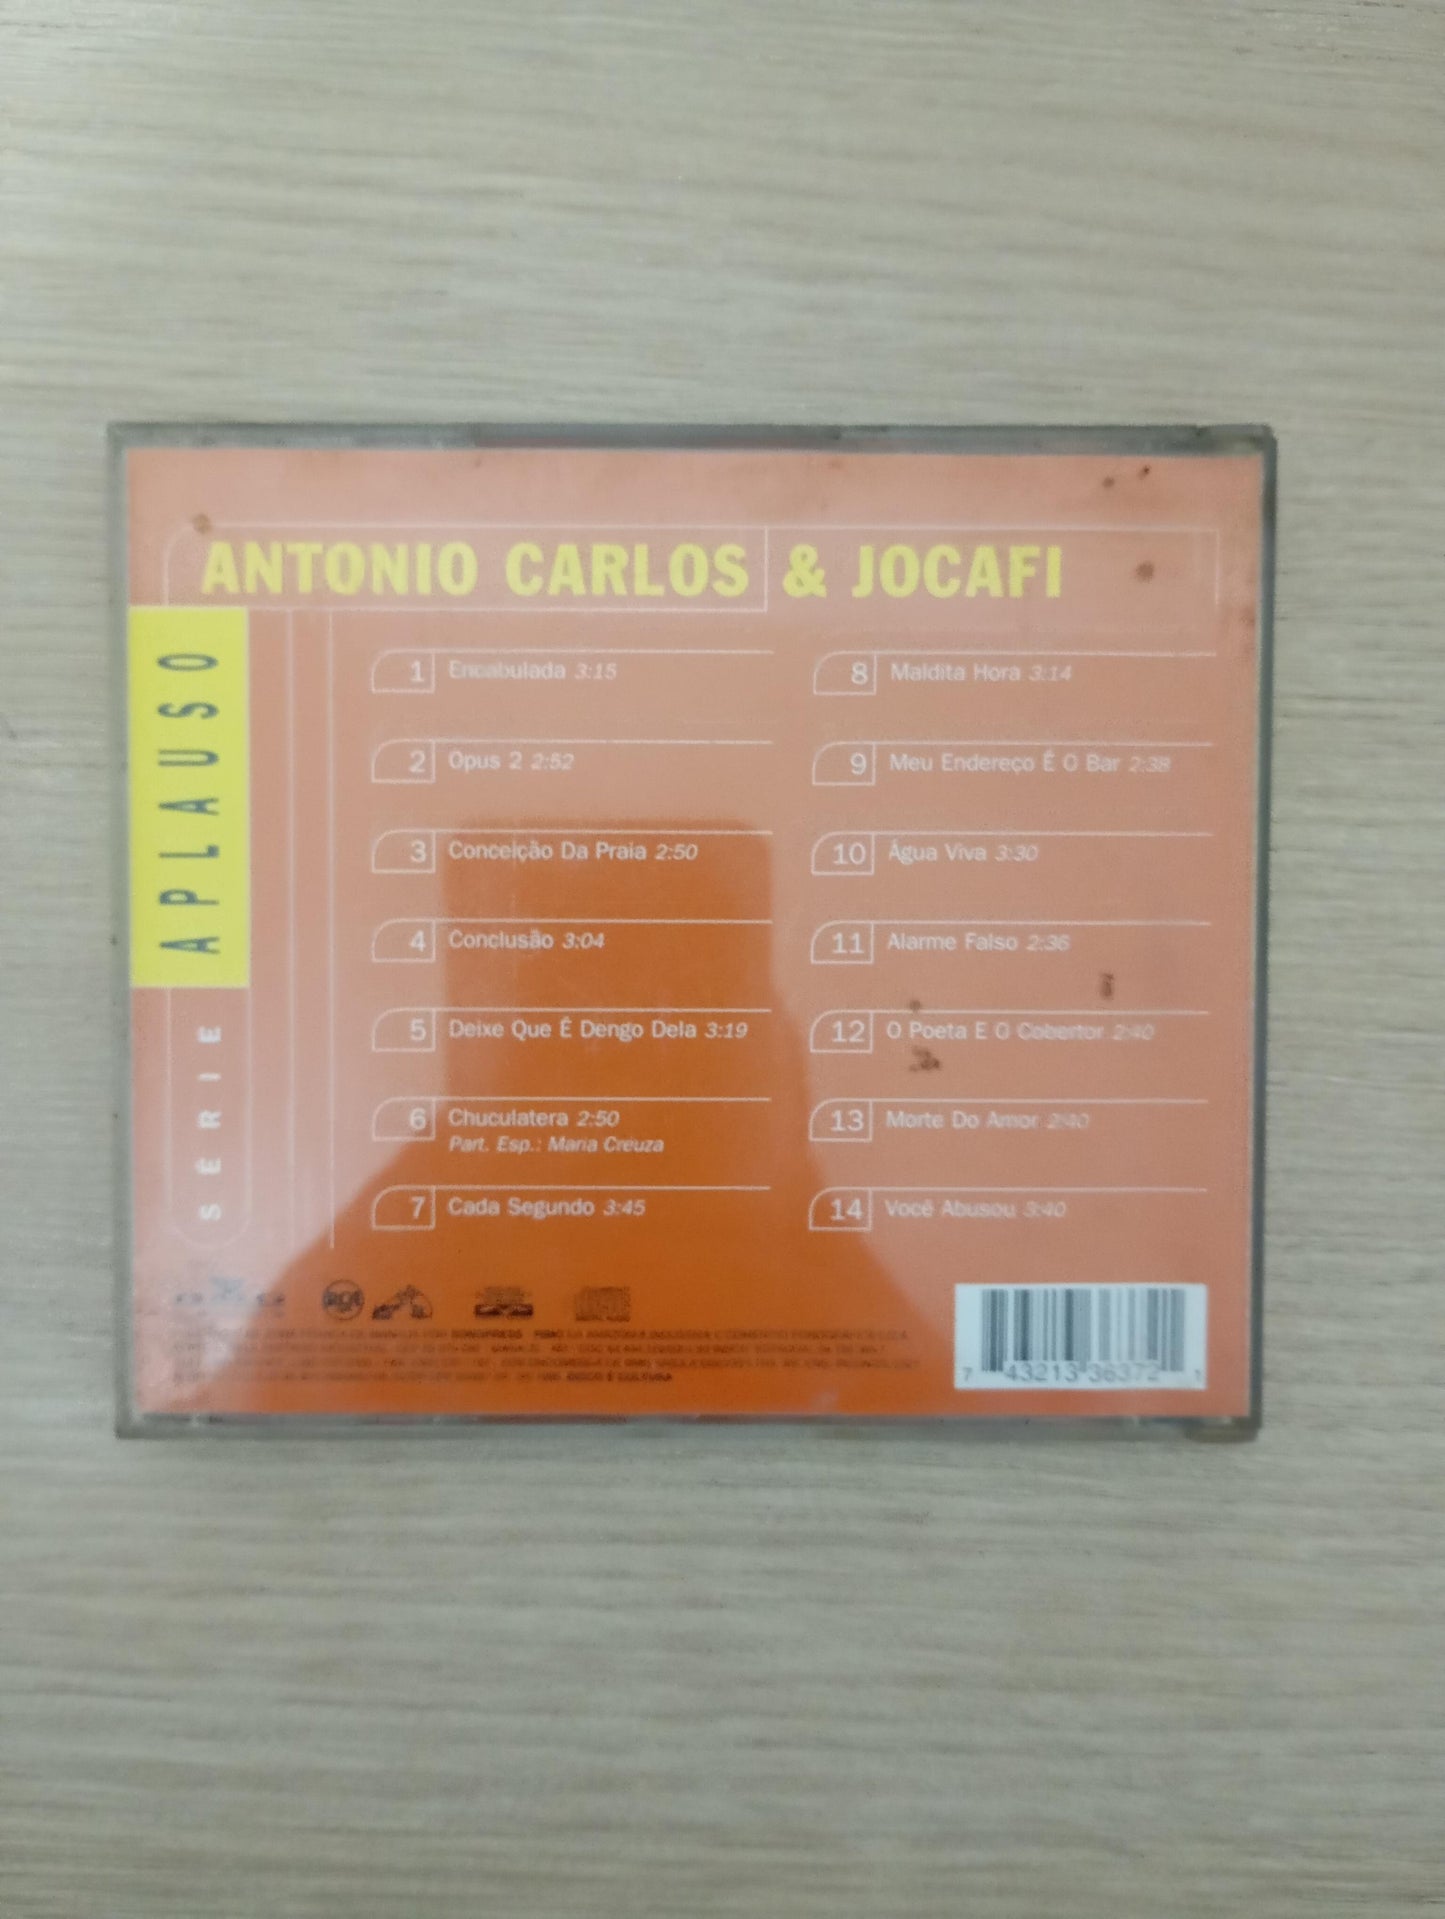 ANTONIO CARLOS & JOCAFI
SÉRIE APLAUSO
1 Encabulada 3:15
2 Opus 2 2:52
3 Conceição Da Praia 2:50
4 Conclusão 3:04
5 Deixe Que É Dengo Dela 3:19
6 Chuculatera 2:50
Part. Esp.: Maria Creuza
7 Cada Segundo 3:45
8 Maldita Hora 3:14
9 Meu Endereço É O Bar 2:38
10 Água Viva 3:30
11 Alarme Falso 2:36
12 O Poeta E O Cobertor 2:40
13 Morte Do Amor 2:40
14 Você Abusou 3:40
RCA
DISCO É CULTURA
7 43213 36372 1